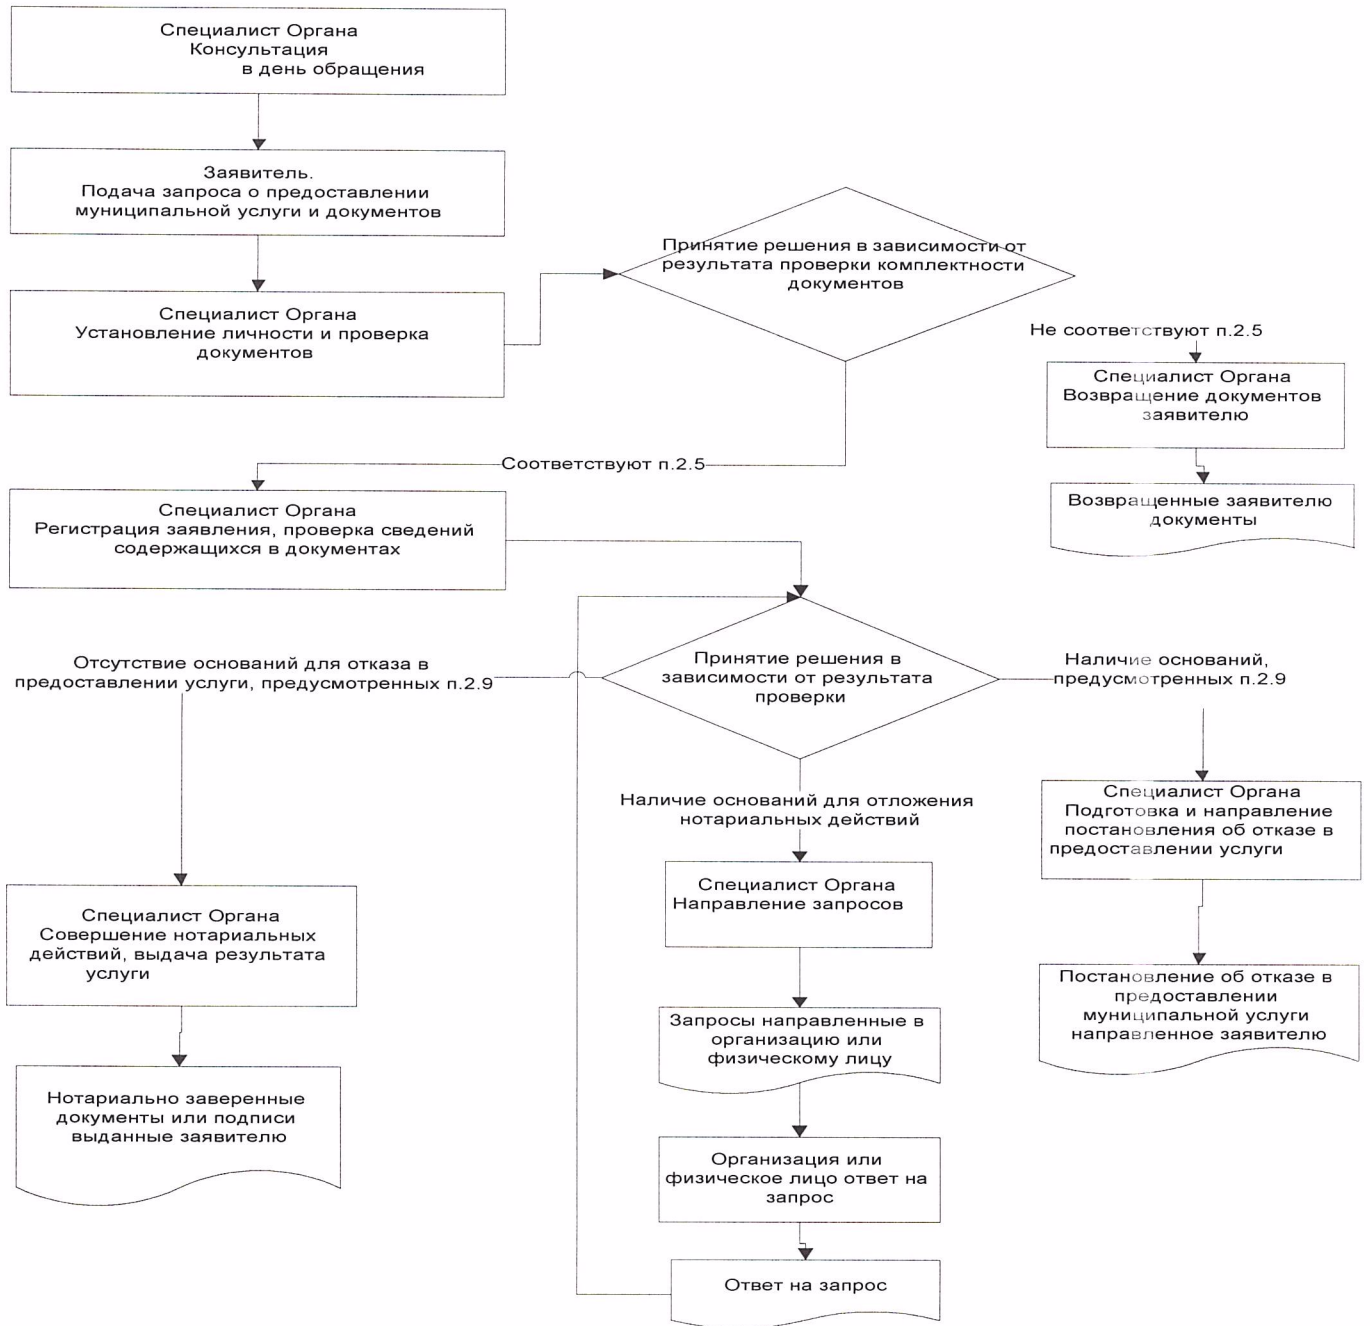 Специалист Органа
Консультация
в день обращения
Заявитель.
Подача запроса о предоставлении
муниципальной услуги и документов
Принятие решения в зависимости от
результата проверки комплектности
документов
Специалист Органа
Установление личности и проверка
документов
Не соответствуют п.2.5
Специалист Органа
Возвращение документов
заявителю
Соответствуют п.2.5
Возвращенные заявителю
документы
Специалист Органа
Регистрация заявления, проверка сведений
содержащихся в документах
Отсутствие оснований для отказа в
предоставлении услуги, предусмотренных п.2.9
Принятие решения в
зависимости от результата
проверки
Наличие оснований,
предусмотренных п.2.9
Наличие оснований для отложения
нотариальных действий
Специалист Органа
Подготовка и направление
постановления об отказе в
предоставлении услуги
Специалист Органа
Направление запросов
Специалист Органа
Совершение нотариальных
действий, выдача результата
услуги
Постановление об отказе в
предоставлении
муниципальной услуги
направленное заявителю
Запросы направленные в
организацию или
физическому лицу
Нотариально заверенные
документы или подписи
выданные заявителю
Организация или
физическое лицо ответ на
запрос
Ответ на запрос